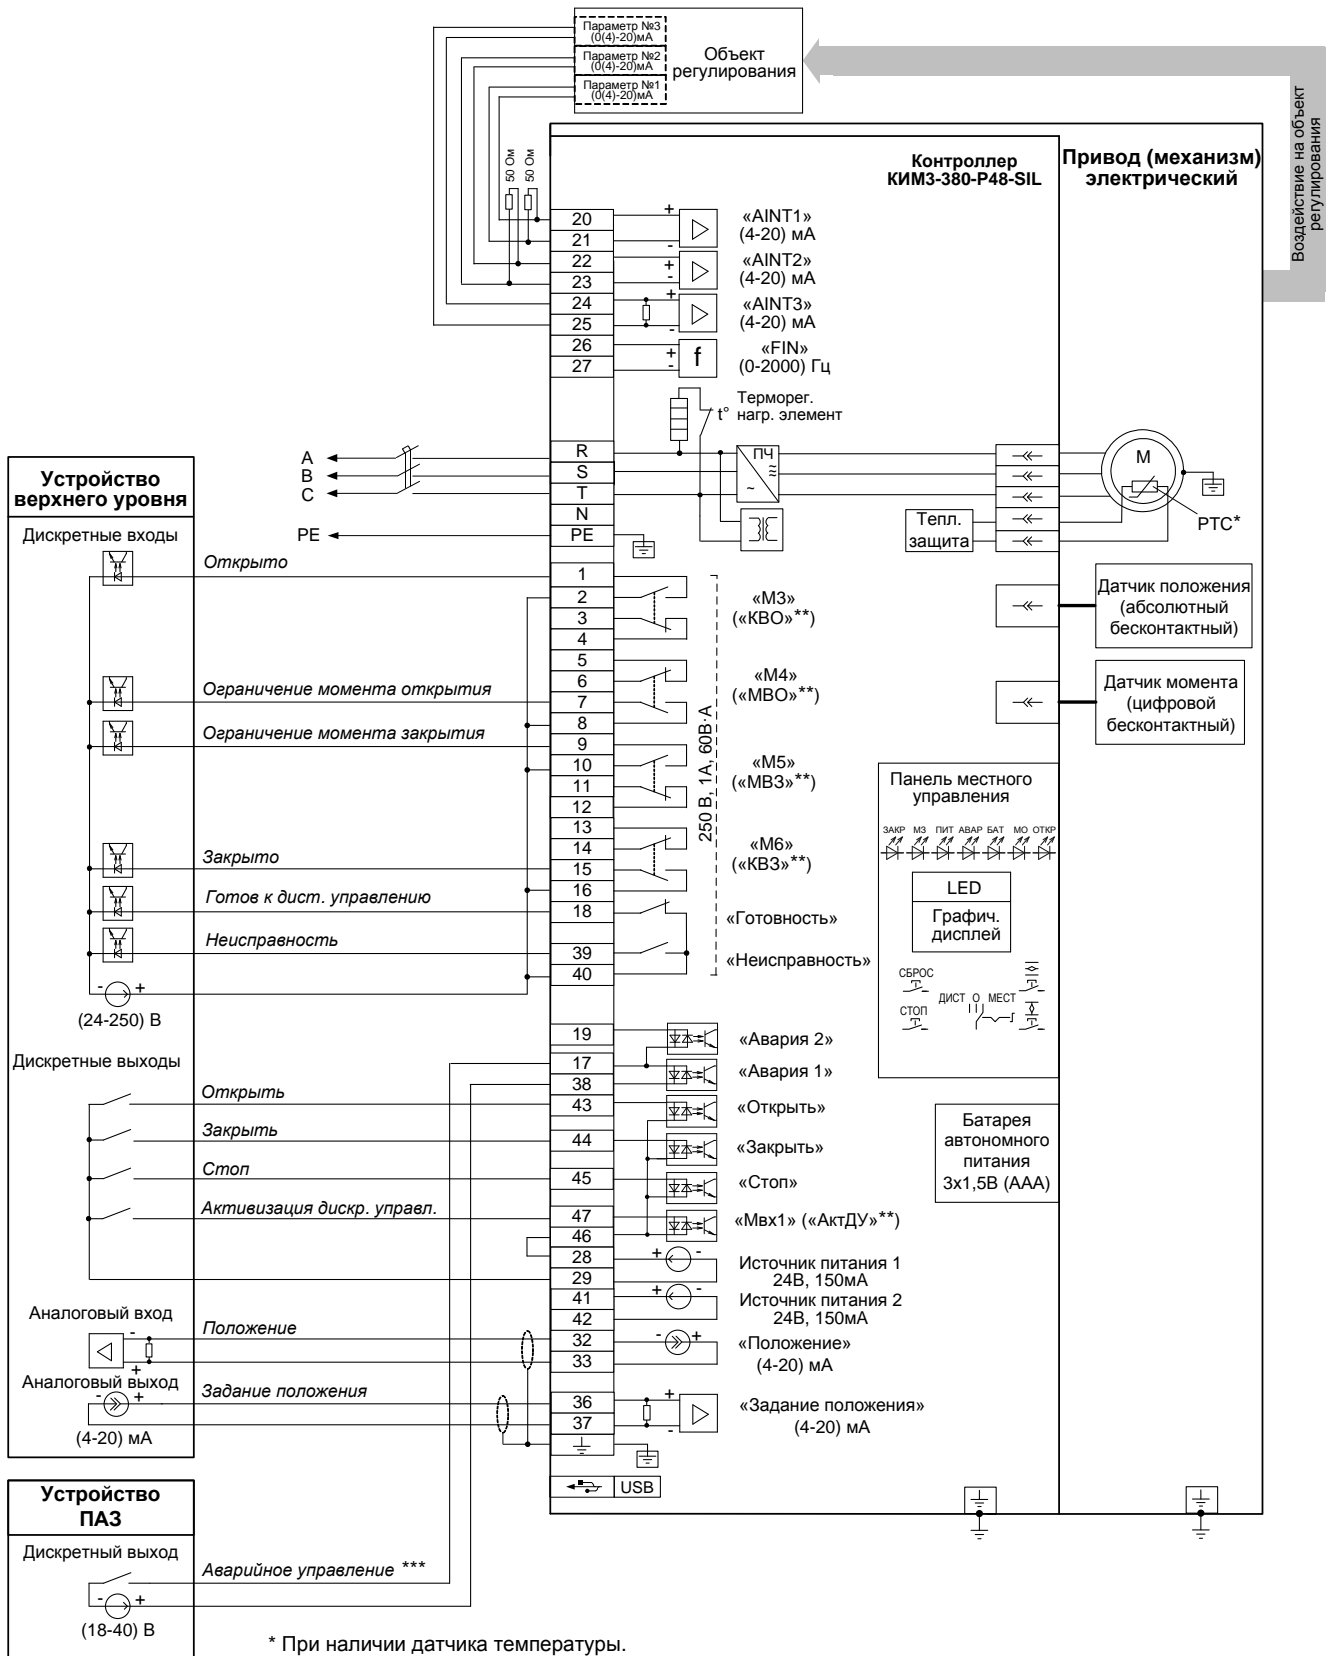 Параметр №3
(0(4)-20)мА
Параметр №2
(0(4)-20)мА
Параметр №1
(0(4)-20)мА
Объект
регулирования
Воздействие на объект
регулирования
50 Ом
50 Ом
Контроллер
КИМ3-380-Р48-SIL
Привод (механизм)
электрический
20
+
«AINT1»
(4-20) мА
21
-
22
+
«AINT2»
(4-20) мА
23
-
24
+
«AINT3»
(4-20) мА
25
-
26
+
f
«FIN»
(0-2000) Гц
27
-
t°
Терморег.
нагр. элемент
A
R
ПЧ
≈
~
B
S
C
T
N
PE
PE
M
PTC*
Тепл.
защита
Устройство
верхнего уровня
Дискретные входы
Открыто
1
2
3
4
«М3»
(«КВО»**)
5
6
7
8
«М4»
(«МВО»**)
Ограничение момента открытия
Ограничение момента закрытия
9
10
11
12
«М5»
(«МВЗ»**)
13
14
15
16
«М6»
(«КВЗ»**)
Закрыто
Готов к дист. управлению
18
«Готовность»
Неисправность
39
40
«Неисправность»
250 В, 1А, 60В·А
- +
(24-250) В
Датчик положения
(абсолютный
бесконтактный)
Датчик момента
(цифровой
бесконтактный)
Панель местного
управления
ЗАКР МЗ ПИТ АВАР БАТ МО ОТКР
LED
Графич.
дисплей
СБРОС
СТОП
ДИСТ О МЕСТ
Батарея
автономного
питания
3х1,5В (ААА)
Дискретные выходы
19
«Авария 2»
17
38
«Авария 1»
Открыть
43
«Открыть»
Закрыть
44
«Закрыть»
Стоп
45
«Стоп»
Активизация дискр. управл.
47
«Мвх1» («АктДУ»**)
46
28
+ -
Источник питания 1
24В, 150мА
29
41
+ -
Источник питания 2
24В, 150мА
42
Аналоговый вход
-
+
Положение
32
- +
«Положение»
(4-20) мА
33
Аналоговый выход
- +
(4-20) мА
Задание положения
36
+
«Задание положения»
(4-20) мА
37
-
USB
Устройство
ПАЗ
Дискретный выход
Аварийное управление ***
- +
(18-40) В
* При наличии датчика температуры.